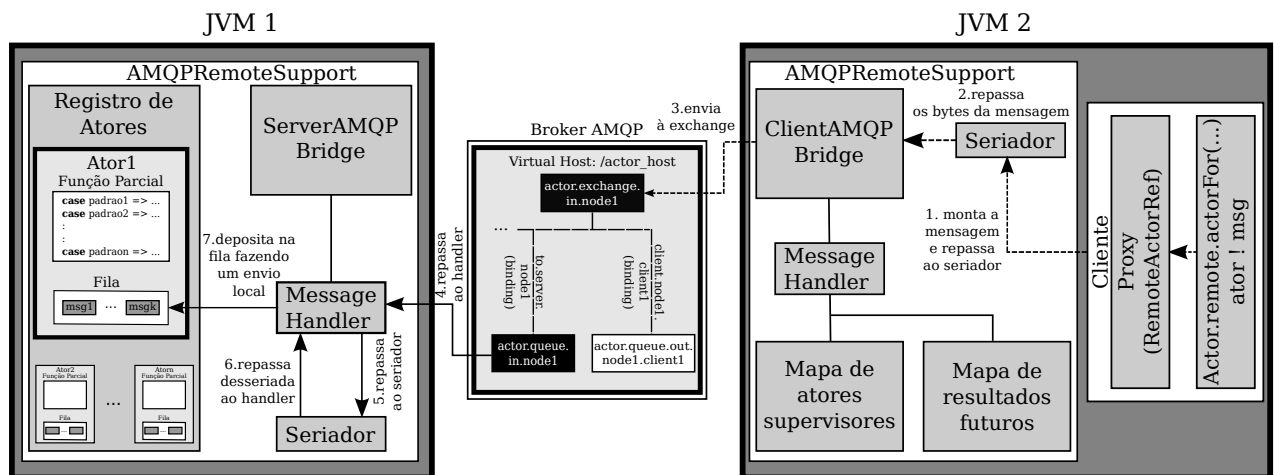 JVM 1
AMQPRemoteSupport
Registro de
Atores
Ator1
Função Parcial
case padrao1 => ...
case padrao2 => ...
:
:
case padraon => ...
Fila
msg1 ... msgk
Ator2
Função Parcial
Fila
...
...
Atorn
Função Parcial
Fila
...
ServerAMQP
Bridge
7.deposita na
fila fazendo
um envio
local
Message
Handler
6.repassa
desseriada
ao handler
5.repassa
ao seriador
Seriador
4.repassa
ao handler
Broker AMQP
Virtual Host: /actor_host
actor.exchange.
in.node1
...
to.server.
node1
(binding)
client.node1.
client1
(binding)
actor.queue.
in.node1
actor.queue.out.
node1.client1
3.envia
à exchange
JVM 2
AMQPRemoteSupport
ClientAMQP
Bridge
2.repassa
os bytes da mensagem
Seriador
1. monta a
mensagem
e repassa
ao seriador
Message
Handler
Mapa de
atores
supervisores
Mapa de
resultados
futuros
Cliente
Proxy
(RemoteActorRef)
Actor.remote.actorFor(...)
ator ! msg